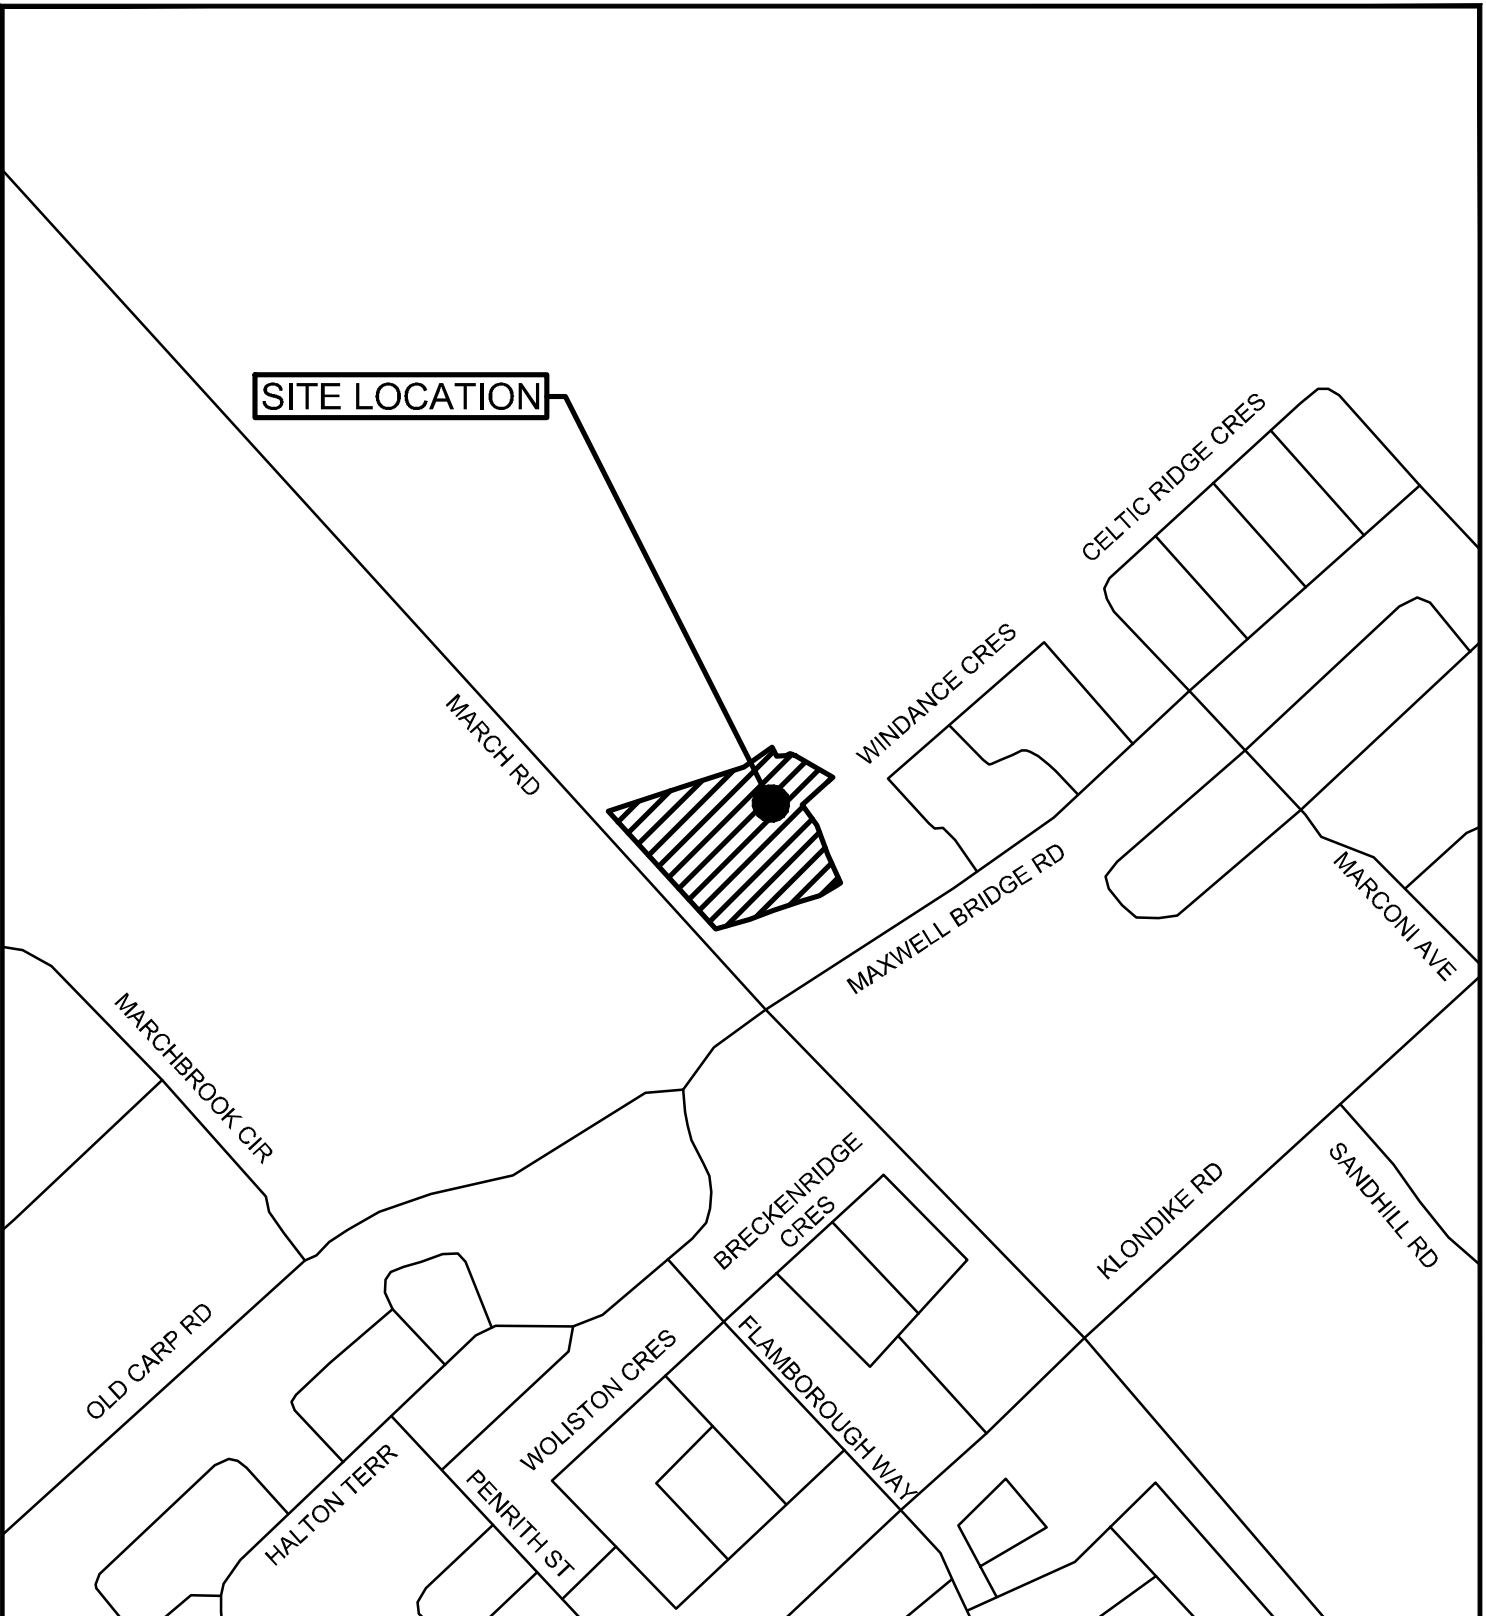 SITE LOCATION
CELTIC RIDGE CRES
WINDANCE CRES
MARCH RD
MAXWELL BRIDGE RD
MARCONI AVE
MARCHBROOK CIR
BRECKENRIDGE
CRES
KLONDIKE RD
SANDHILL RD
OLD CARP RD
WOLISTON CRES
FLAMBOROUGH WAY
HALTON TERR
PENRITH ST